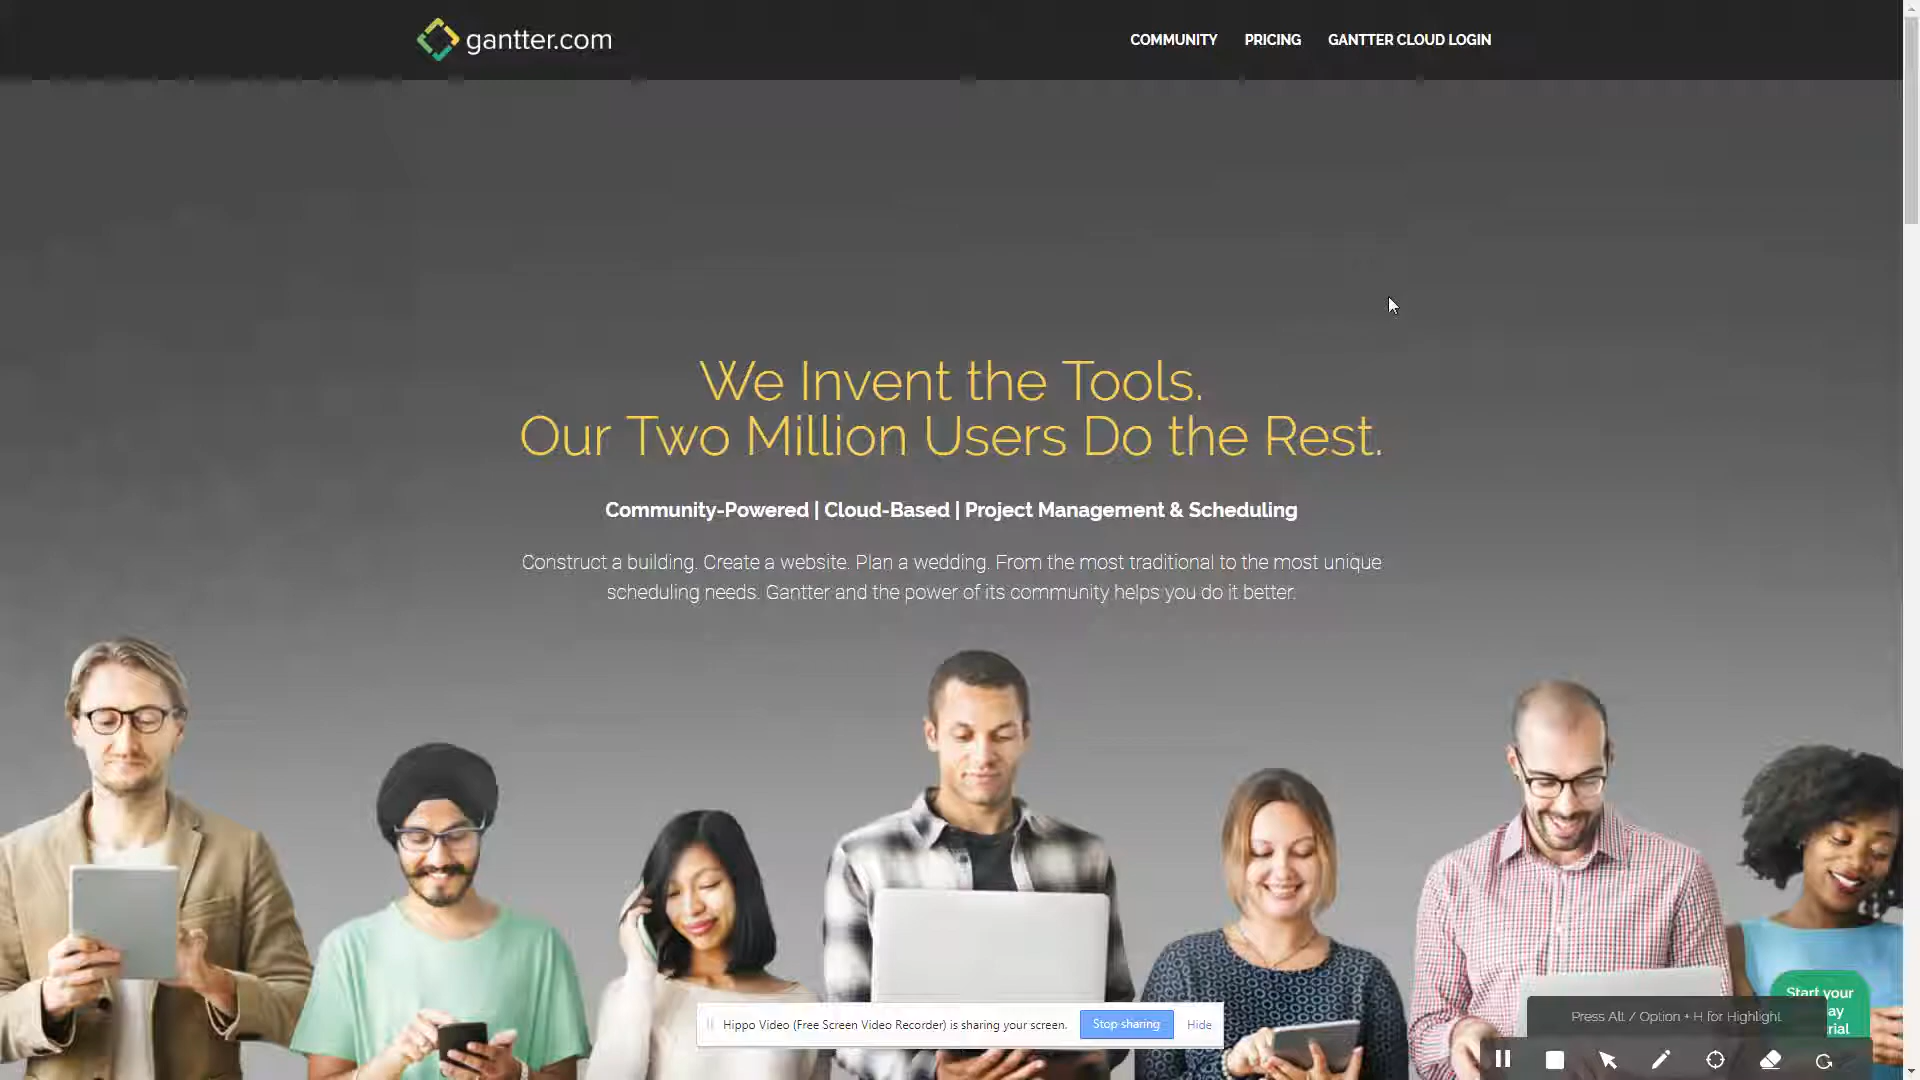 gantter.com
COMMUNITY
PRICING
GANTTER CLOUD LOGIN
We Invent the Tools.
Our Two Million Users Do the Rest.
Community-Powered | Cloud-Based | Project Management & Scheduling
Construct a building. Create a website. Plan a wedding. From the most traditional to the most unique
scheduling needs. Gantter and the power of its community helps you do it better.
Start your
Hippo Video (Free Screen Video Recorder) is sharing your screen.
Stop sharing
Hide
Press Alt / Option + H for Highlight